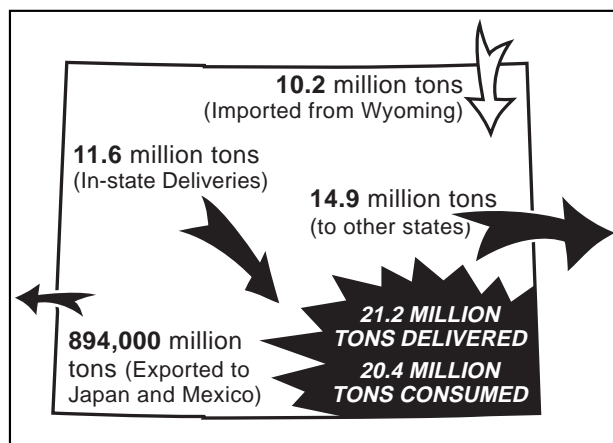 10.2 million tons
(Imported from Wyoming)
11.6 million tons
(In-state Deliveries)
14.9 million tons
(to other states)
894,000 million
tons (Exported to
Japan and Mexico)
21.2 MILLION
TONS DELIVERED
20.4 MILLION
TONS CONSUMED